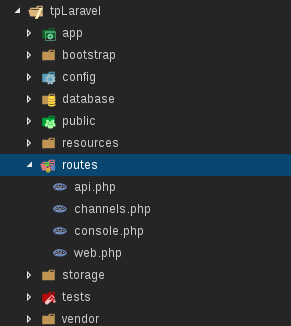 tpLaravel
app
bootstrap
config
database
public
resources
routes
api.php
channels.php
console.php
web.php
storage
tests
vendor